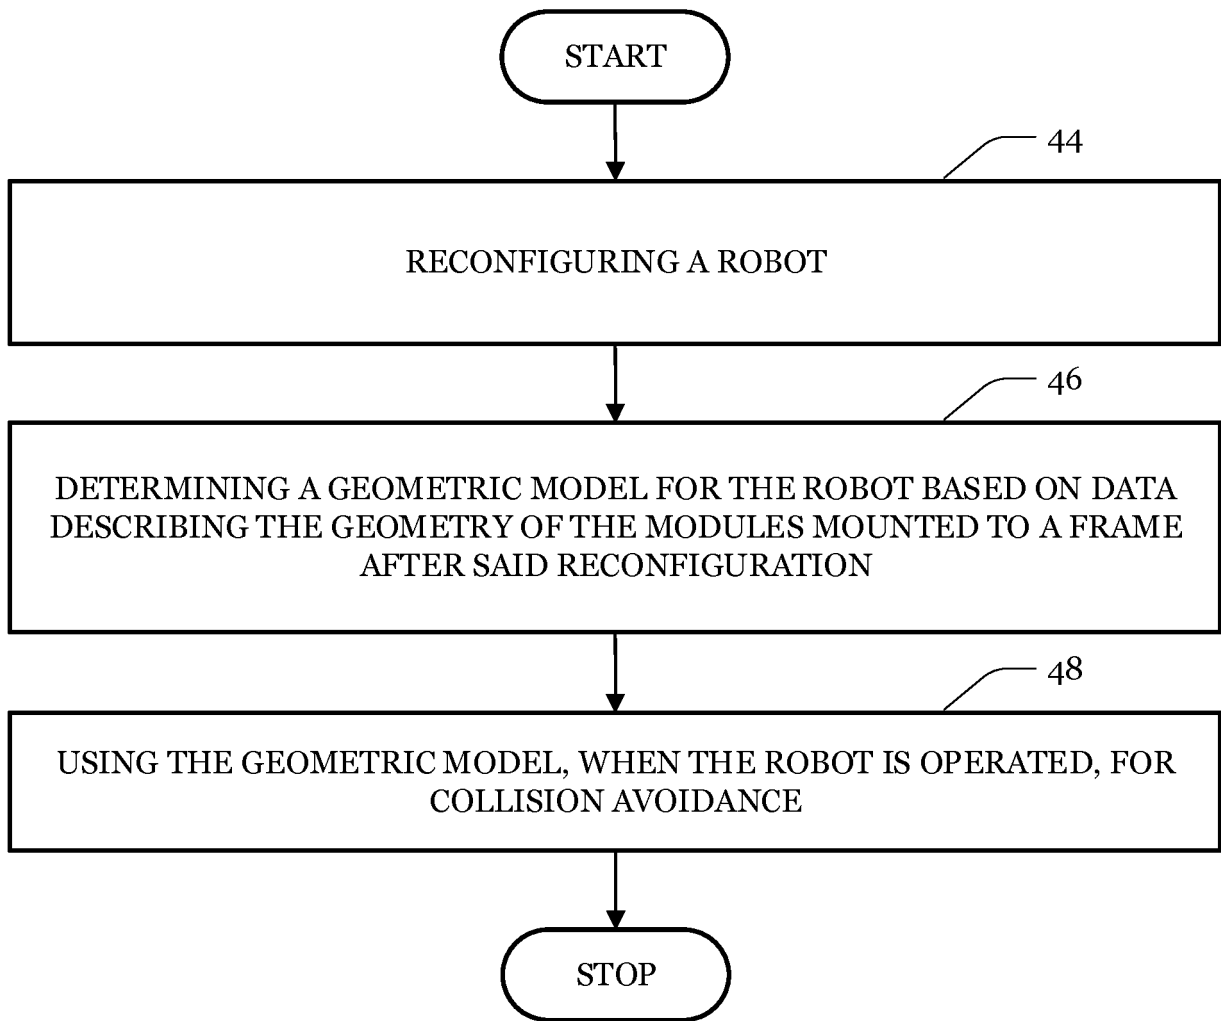 START
44
RECONFIGURING A ROBOT
46
DETERMINING A GEOMETRIC MODEL FOR THE ROBOT BASED ON DATA
DESCRIBING THE GEOMETRY OF THE MODULES MOUNTED TO A FRAME
AFTER SAID RECONFIGURATION
48
USING THE GEOMETRIC MODEL, WHEN THE ROBOT IS OPERATED, FOR
COLLISION AVOIDANCE
STOP